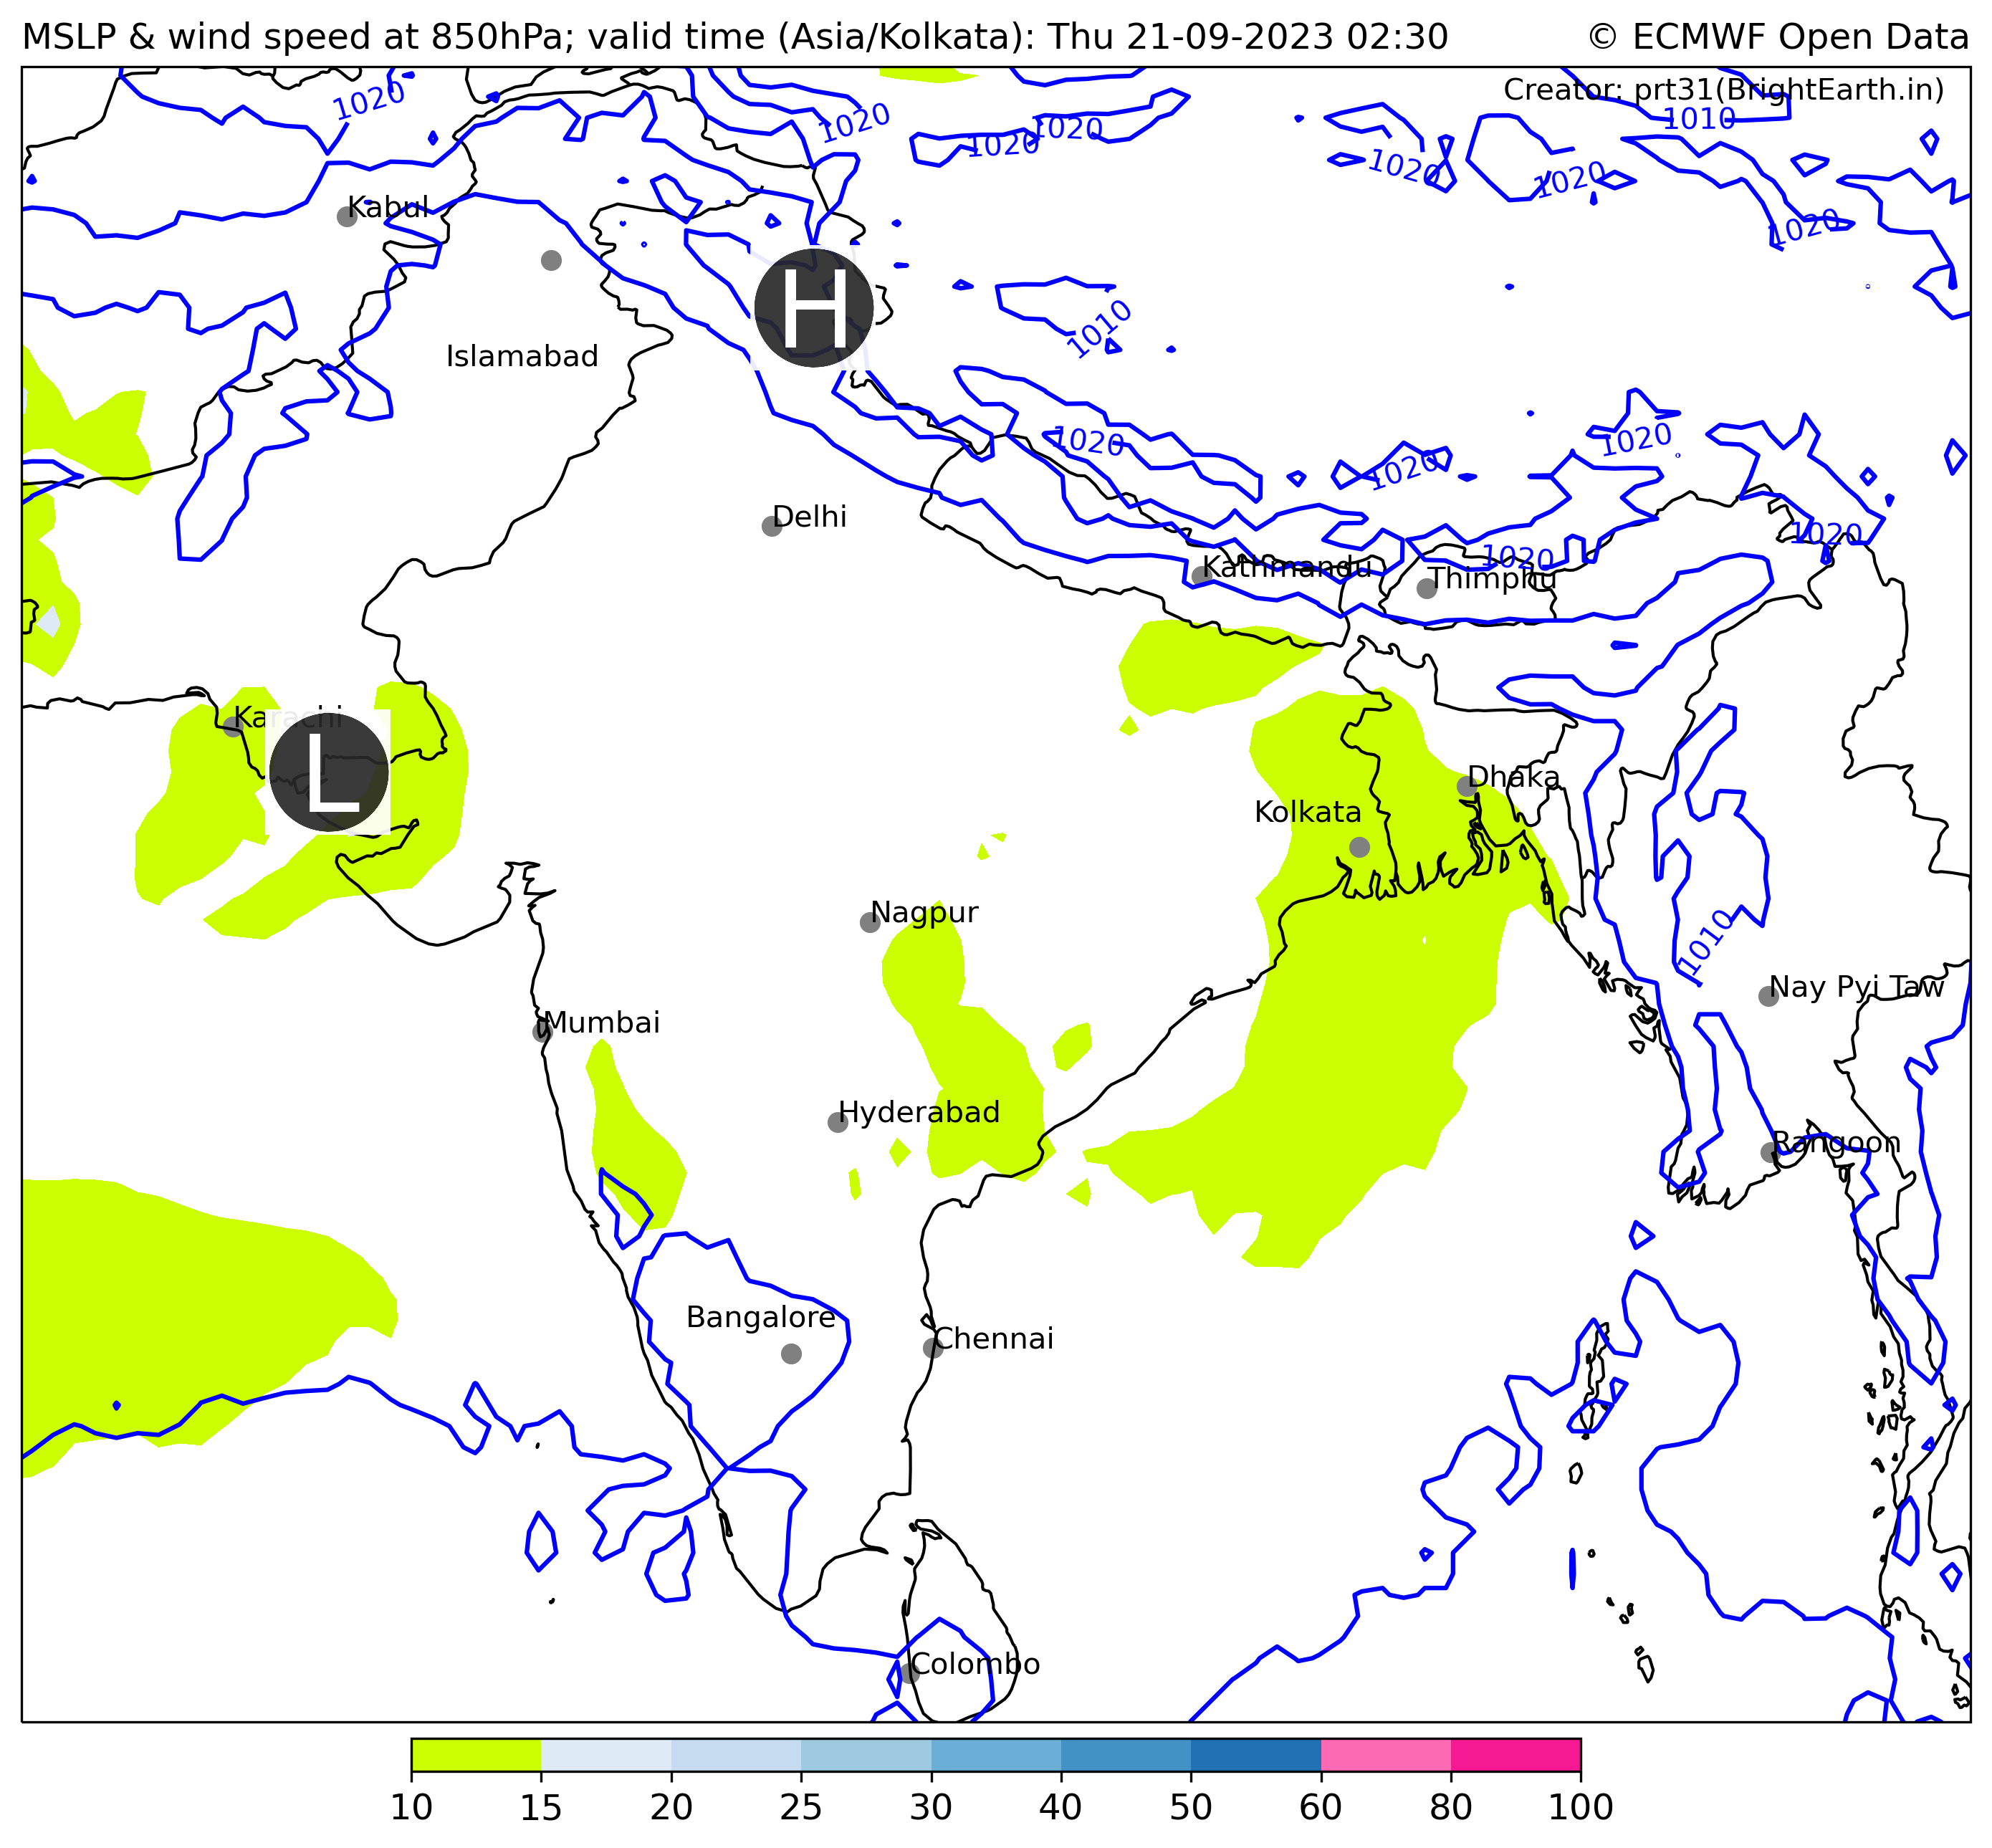 MSLP & wind speed at 850hPa; valid time (Asia/Kolkata): Thu 21-09-2023 02:30
© ECMWF Open Data
Creator: prt31(BrightEarth.in)
1020
1020
1020
1020
1010
1020
1020
1020
Kabul
H
1010
Islamabad
1020
1020
1020
Delhi
1020
1020
Kathmandu
Thimphu
Karachi
L
Dhaka
Kolkata
Nagpur
1010
Nay Pyi Taw
Mumbai
Hyderabad
Rangoon
Bangalore
Chennai
Colombo
10 15 20 25 30 40 50 60 80 100